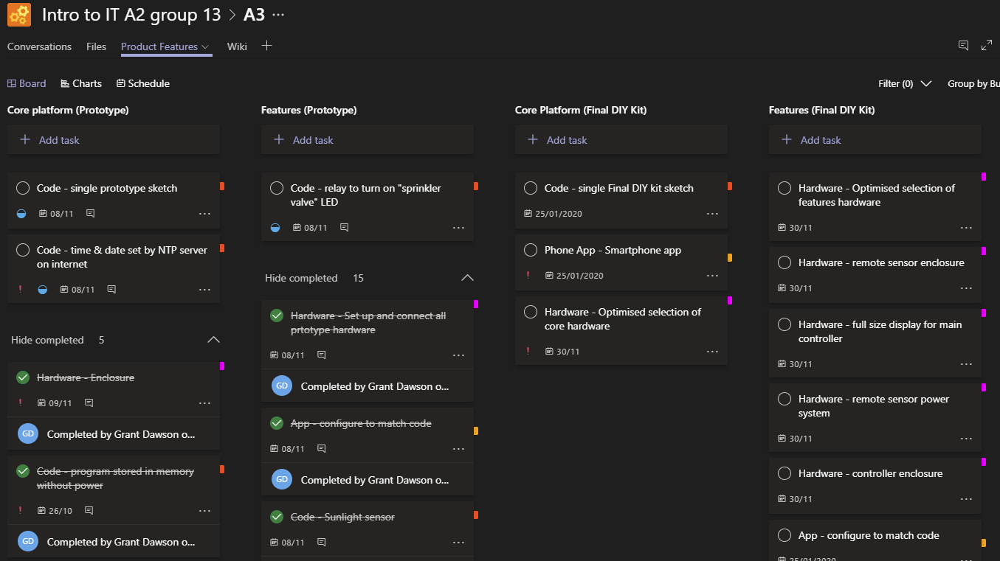 Intro to IT A2 group 13 > A3 ...
Conversations Files Product Features Wiki
Board Charts Schedule
Filter (0) Group by Bu
Core platform (Prototype)
Add task
Code - single prototype sketch
08/11
Code - time & date set by NTP server
on internet
! 08/11
Hide completed 5
Hardware - Enclosure
! 09/11
GD Completed by Grant Dawson o...
Code - program stored in memory
without power
! 26/10
GD Completed by Grant Dawson o...
Features (Prototype)
Add task
Code - relay to turn on "sprinkler
valve" LED
08/11
Hide completed 15
Hardware - Set up and connect all
prtotype hardware
08/11
GD Completed by Grant Dawson o...
App - configure to match code
08/11
GD Completed by Grant Dawson o...
Code - Sunlight sensor
08/11
Core Platform (Final DIY Kit)
Add task
Code - single Final DIY kit sketch
25/01/2020
Phone App - Smartphone app
! 25/01/2020
Hardware - Optimised selection of
core hardware
! 30/11
Features (Final DIY Kit)
Add task
Hardware - Optimised selection of
features hardware
30/11
Hardware - remote sensor enclosure
30/11
Hardware - full size display for main
controller
30/11
Hardware - remote sensor power
system
30/11
Hardware - controller enclosure
30/11
App - configure to match code
25/01/2020